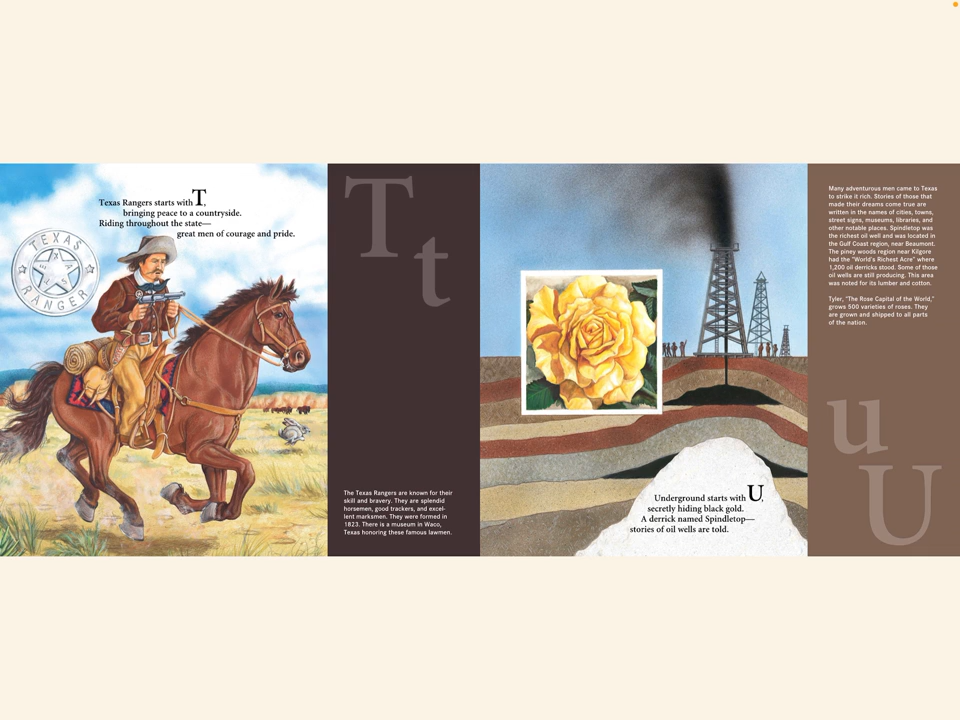 Texas Rangers starts with T,
bringing peace to a countryside.
Riding throughout the state—
great men of courage and pride.
TEXAS
RANGER
TEXAS
T
t
The Texas Rangers are known for their
skill and bravery. They are splendid
horsemen, good trackers, and excel-
lent marksmen. They were formed in
1823. There is a museum in Waco,
Texas honoring these famous lawmen.
Underground starts with U,
secretly hiding black gold.
A derrick named Spindletop—
stories of oil wells are told.
Many adventurous men came to Texas
to strike it rich. Stories of those that
made their dreams come true are
written in the names of cities, towns,
street signs, museums, libraries, and
other notable places. Spindletop was
the richest oil well and was located in
the Gulf Coast region, near Beaumont.
The piney woods region near Kilgore
had the "World's Richest Acre" where
1,200 oil derricks stood. Some of those
oil wells are still producing. This area
was noted for its lumber and cotton.
Tyler, "The Rose Capital of the World,"
grows 500 varieties of roses. They
are grown and shipped to all parts
of the nation.
u
U